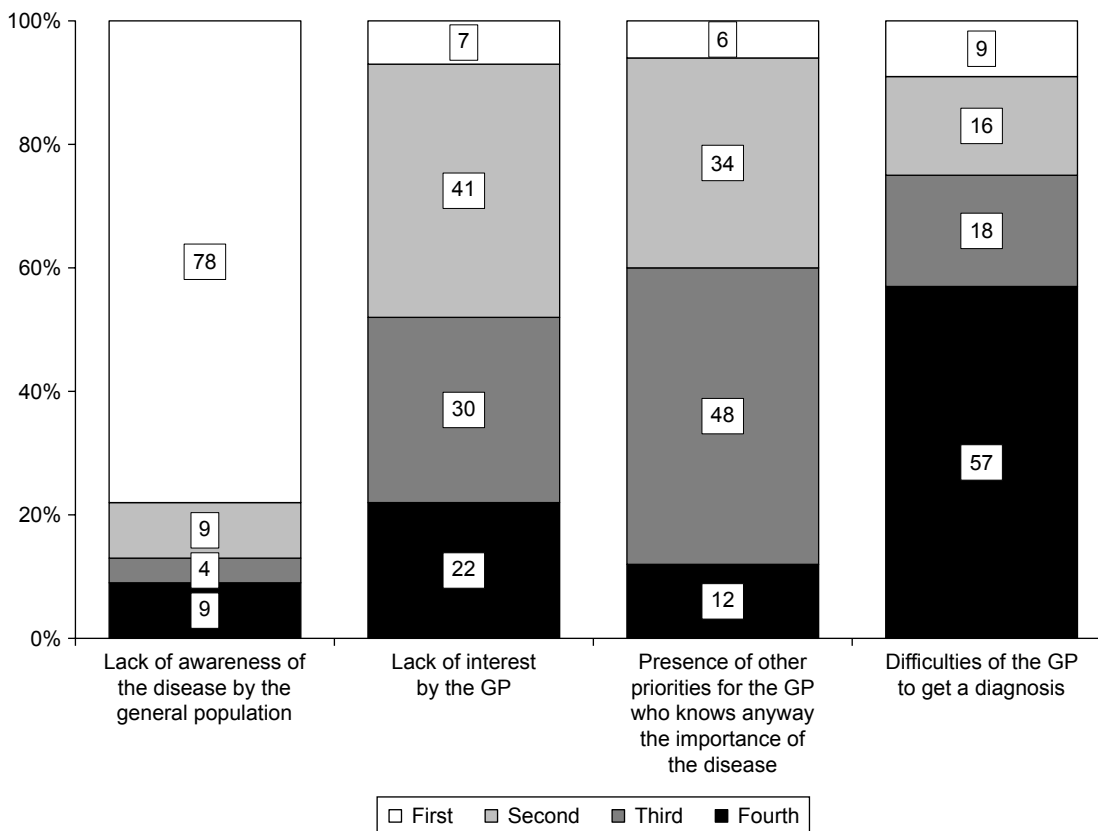 100%
80%
60%
40%
20%
0%
78
9
4
9
7
41
30
22
6
34
48
12
9
16
18
57
Lack of awareness of
the disease by the
general population
Lack of interest
by the GP
Presence of other
priorities for the GP
who knows anyway
the importance of
the disease
Difficulties of the GP
to get a diagnosis
First Second Third Fourth